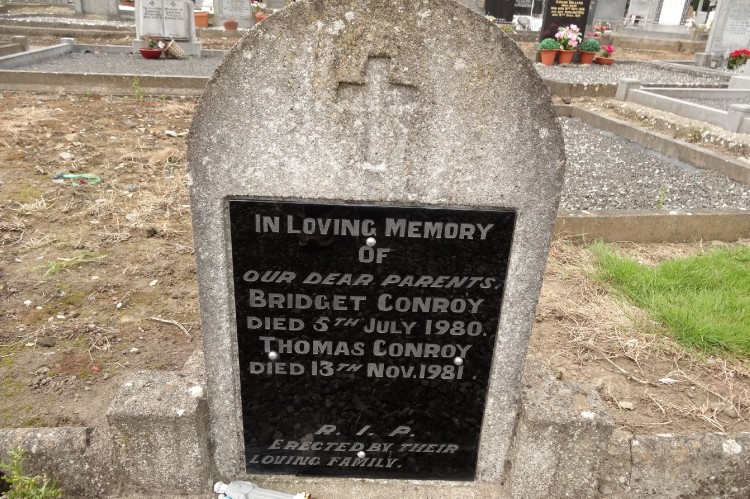 IN LOVING MEMORY
OF
OUR DEAR PARENTS.
BRIDGET CONROY
DIED 5TH JULY 1980.
THOMAS CONROY
DIED 13TH NOV. 1981.
R. I. P.
ERECTED BY THEIR
LOVING FAMILY.